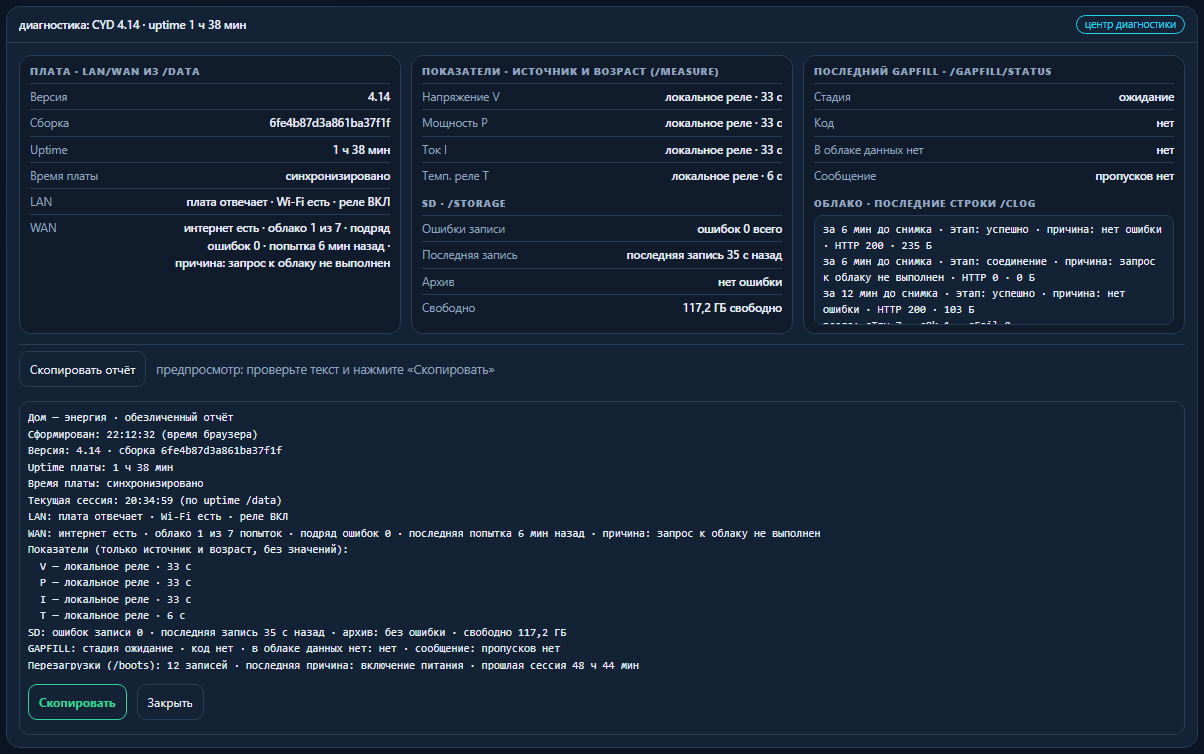 диагностика: CYD 4.14 · uptime 1 ч 38 мин
центр диагностики
ПЛАТА · LAN/WAN ИЗ /DATA
Версия 4.14
Сборка 6fe4b87d3a861ba37f1f
Uptime 1 ч 38 мин
Время платы синхронизировано
LAN плата отвечает · Wi-Fi есть · реле ВКЛ
WAN интернет есть · облако 1 из 7 · подряд
ошибок 0 · попытка 6 мин назад ·
причина: запрос к облаку не выполнен
ПОКАЗАТЕЛИ · ИСТОЧНИК И ВОЗРАСТ (/MEASURE)
Напряжение V локальное реле · 33 с
Мощность P локальное реле · 33 с
Ток I локальное реле · 33 с
Темп. реле T локальное реле · 6 с
SD · /STORAGE
Ошибки записи ошибок 0 всего
Последняя запись последняя запись 35 с назад
Архив нет ошибки
Свободно 117,2 ГБ свободно
ПОСЛЕДНИЙ GAPFILL · /GAPFILL/STATUS
Стадия ожидание
Код нет
В облаке данных нет нет
Сообщение пропусков нет
ОБЛАКО · ПОСЛЕДНИЕ СТРОКИ /CLOG
за 6 мин до снимка · этап: успешно · причина: нет ошибки
· HTTP 200 · 235 Б
за 6 мин до снимка · этап: соединение · причина: запрос
к облаку не выполнен · HTTP 0 · 0 Б
за 12 мин до снимка · этап: успешно · причина: нет
ошибки · HTTP 200 · 103 Б
Скопировать отчёт предпросмотр: проверьте текст и нажмите «Скопировать»
Дом — энергия · обезличенный отчёт
Сформирован: 22:12:32 (время браузера)
Версия: 4.14 · сборка 6fe4b87d3a861ba37f1f
Uptime платы: 1 ч 38 мин
Время платы: синхронизировано
Текущая сессия: 20:34:59 (по uptime /data)
LAN: плата отвечает · Wi-Fi есть · реле ВКЛ
WAN: интернет есть · облако 1 из 7 попыток · подряд ошибок 0 · последняя попытка 6 мин назад · причина: запрос к облаку не выполнен
Показатели (только источник и возраст, без значений):
V — локальное реле · 33 с
P — локальное реле · 33 с
I — локальное реле · 33 с
T — локальное реле · 6 с
SD: ошибок записи 0 · последняя запись 35 с назад · архив: без ошибки · свободно 117,2 ГБ
GAPFILL: стадия ожидание · код нет · в облаке данных нет: нет · сообщение: пропусков нет
Перезагрузки (/boots): 12 записей · последняя причина: включение питания · прошлая сессия 48 ч 44 мин
Скопировать
Закрыть